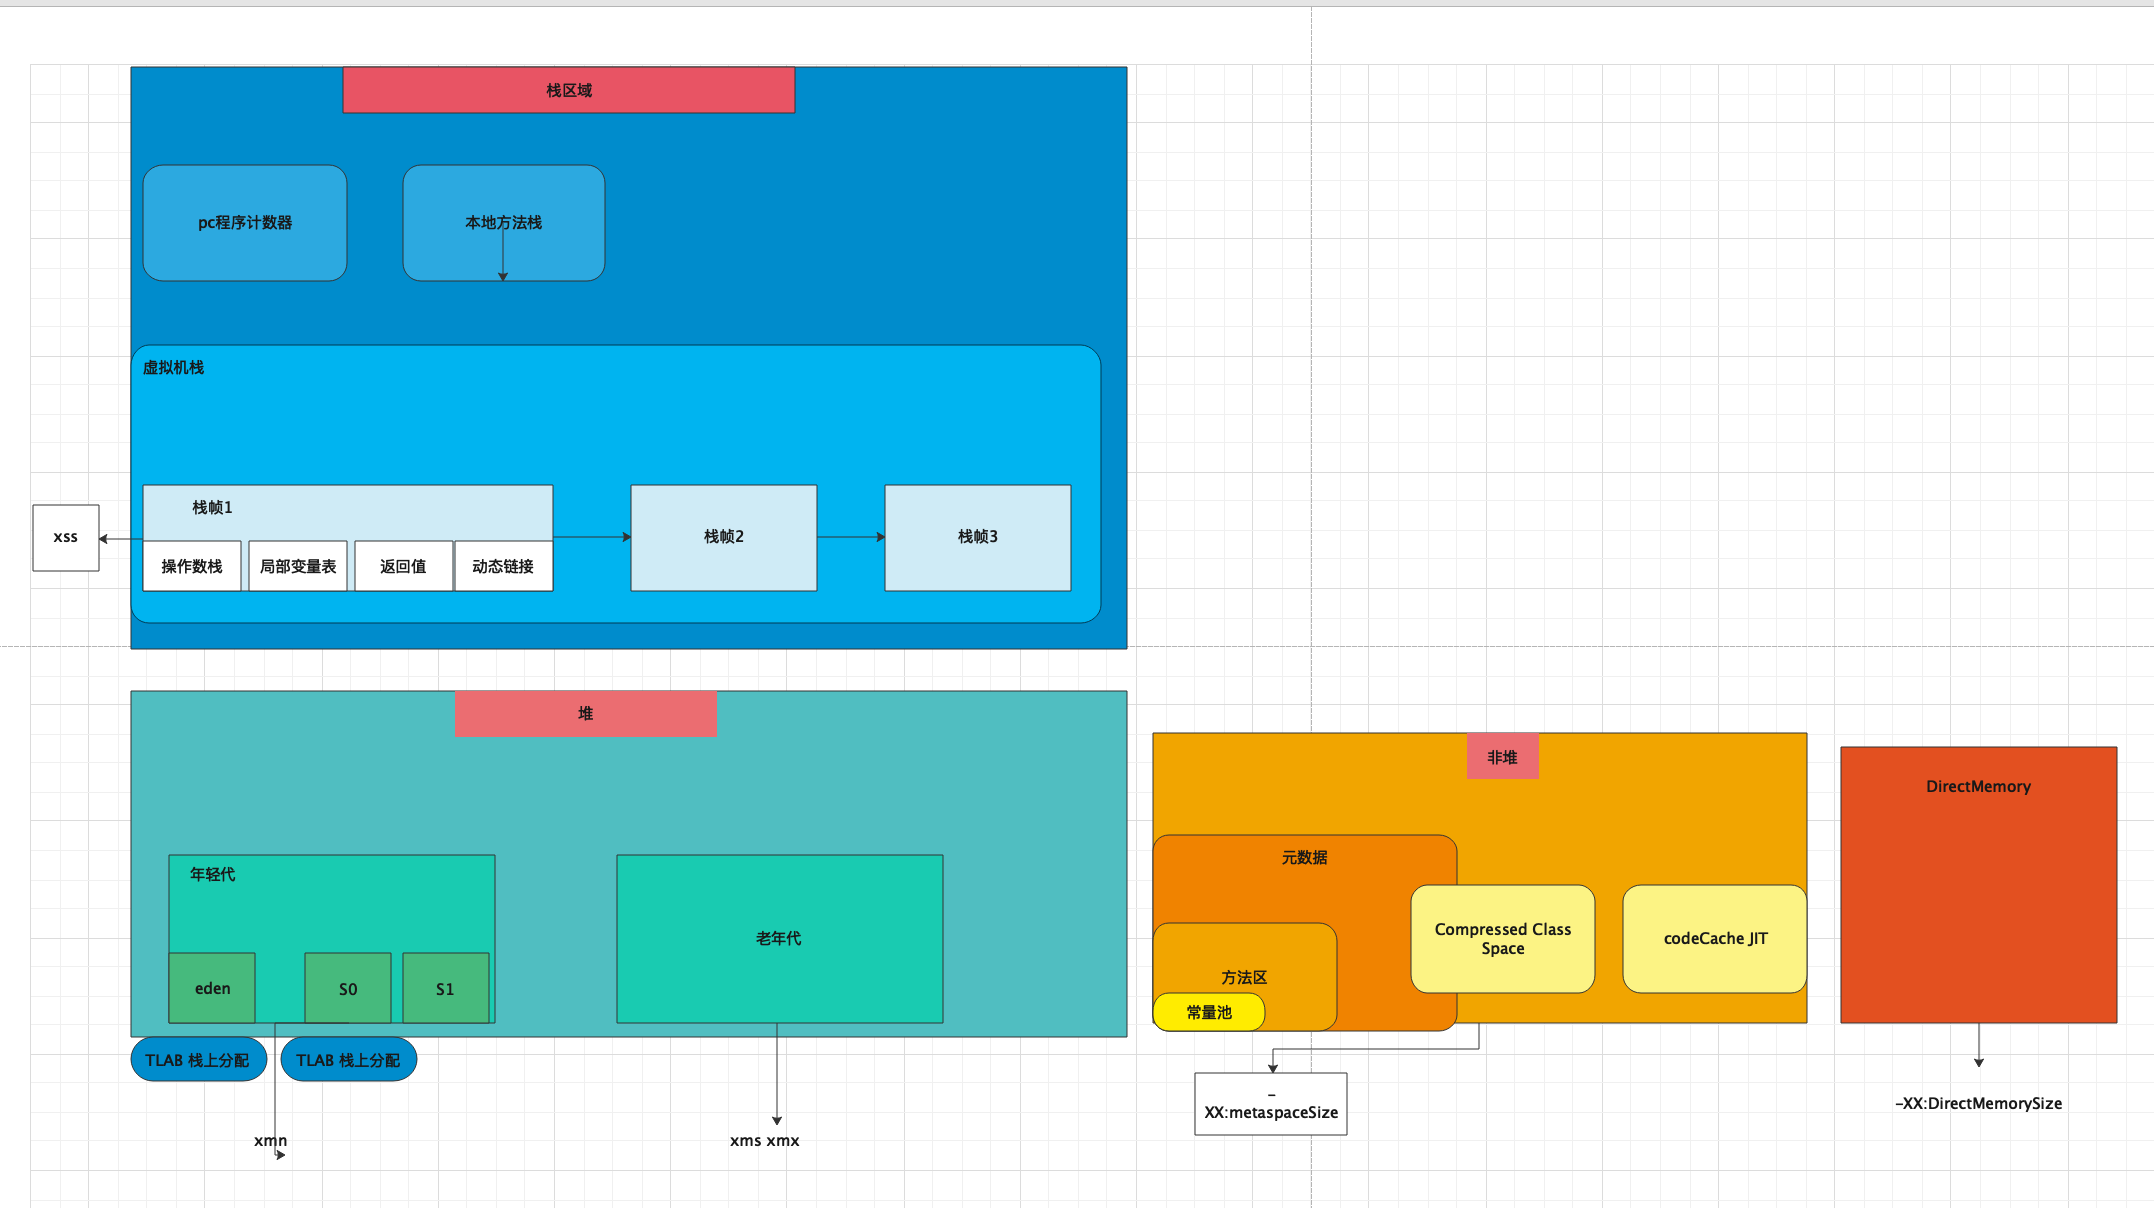 栈区域
pc程序计数器
本地方法栈
虚拟机栈
栈帧1
xss
操作数栈
局部变量表
返回值
动态链接
栈帧2
栈帧3
堆
年轻代
eden
S0
S1
老年代
TLAB 栈上分配
TLAB 栈上分配
xmn
xms xmx
非堆
元数据
方法区
常量池
Compressed Class
Space
codeCache JIT
-
XX:metaspaceSize
DirectMemory
-XX:DirectMemorySize